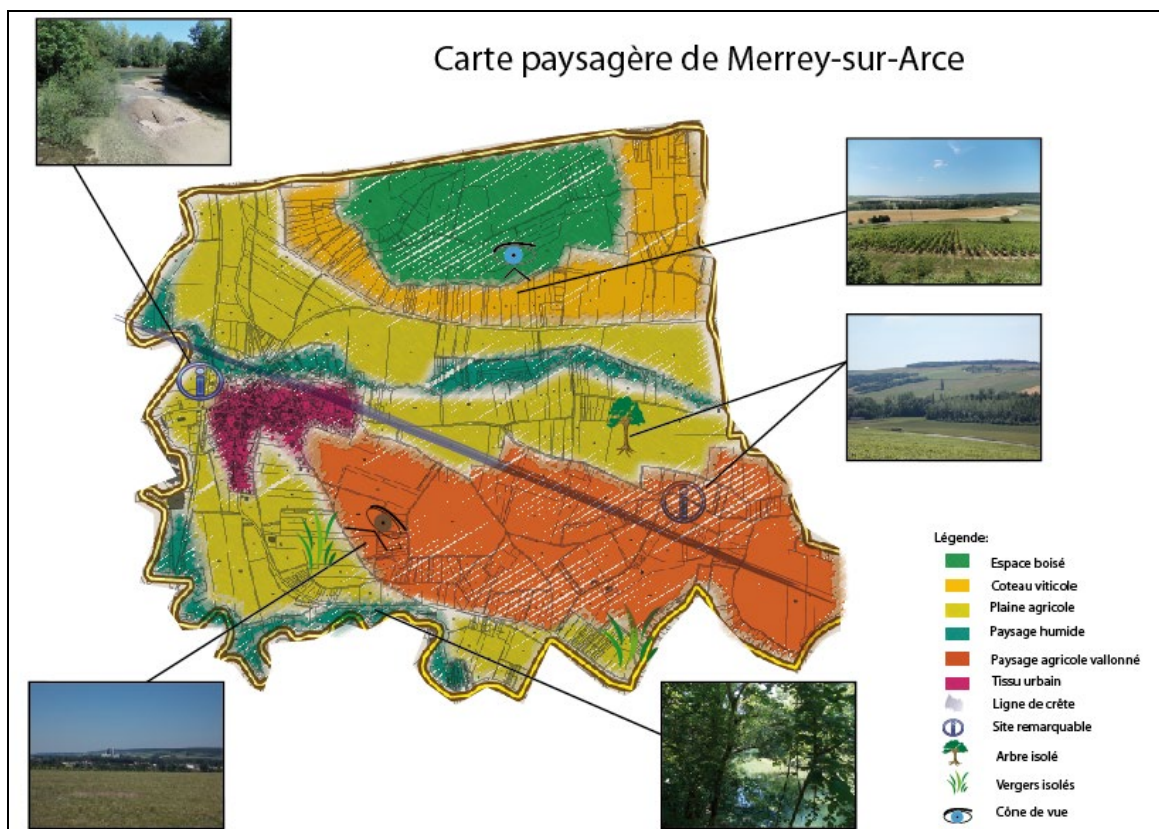 Carte paysagère de Merrey-sur-Arce
Légende:
Espace boisé
Coteau viticole
Plaine agricole
Paysage humide
Paysage agricole vallonné
Tissu urbain
Ligne de crête
Site remarquable
Arbre isolé
Vergers isolés
Cône de vue